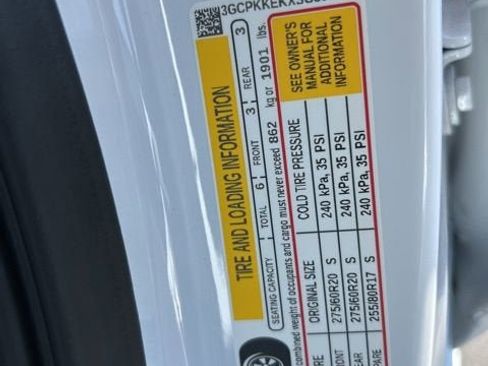 3GCPKKEKXSG
TIRE AND LOADING INFORMATION
SEATING CAPACITY TOTAL 6 FRONT 3 REAR 3
combined weight of occupants and cargo must never exceed 862 kg or 1901 lbs.
ORIGINAL SIZE COLD TIRE PRESSURE
275/60R20 S 240 kPa, 35 PSI
275/60R20 S 240 kPa, 35 PSI
255/80R17 S 240 kPa, 35 PSI
SEE OWNER'S
MANUAL FOR
ADDITIONAL
INFORMATION